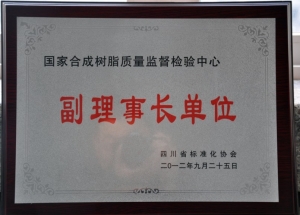 国家合成树脂质量监督检验中心
副理事长单位
四川省标准化协会
二〇一二年九月二十五日